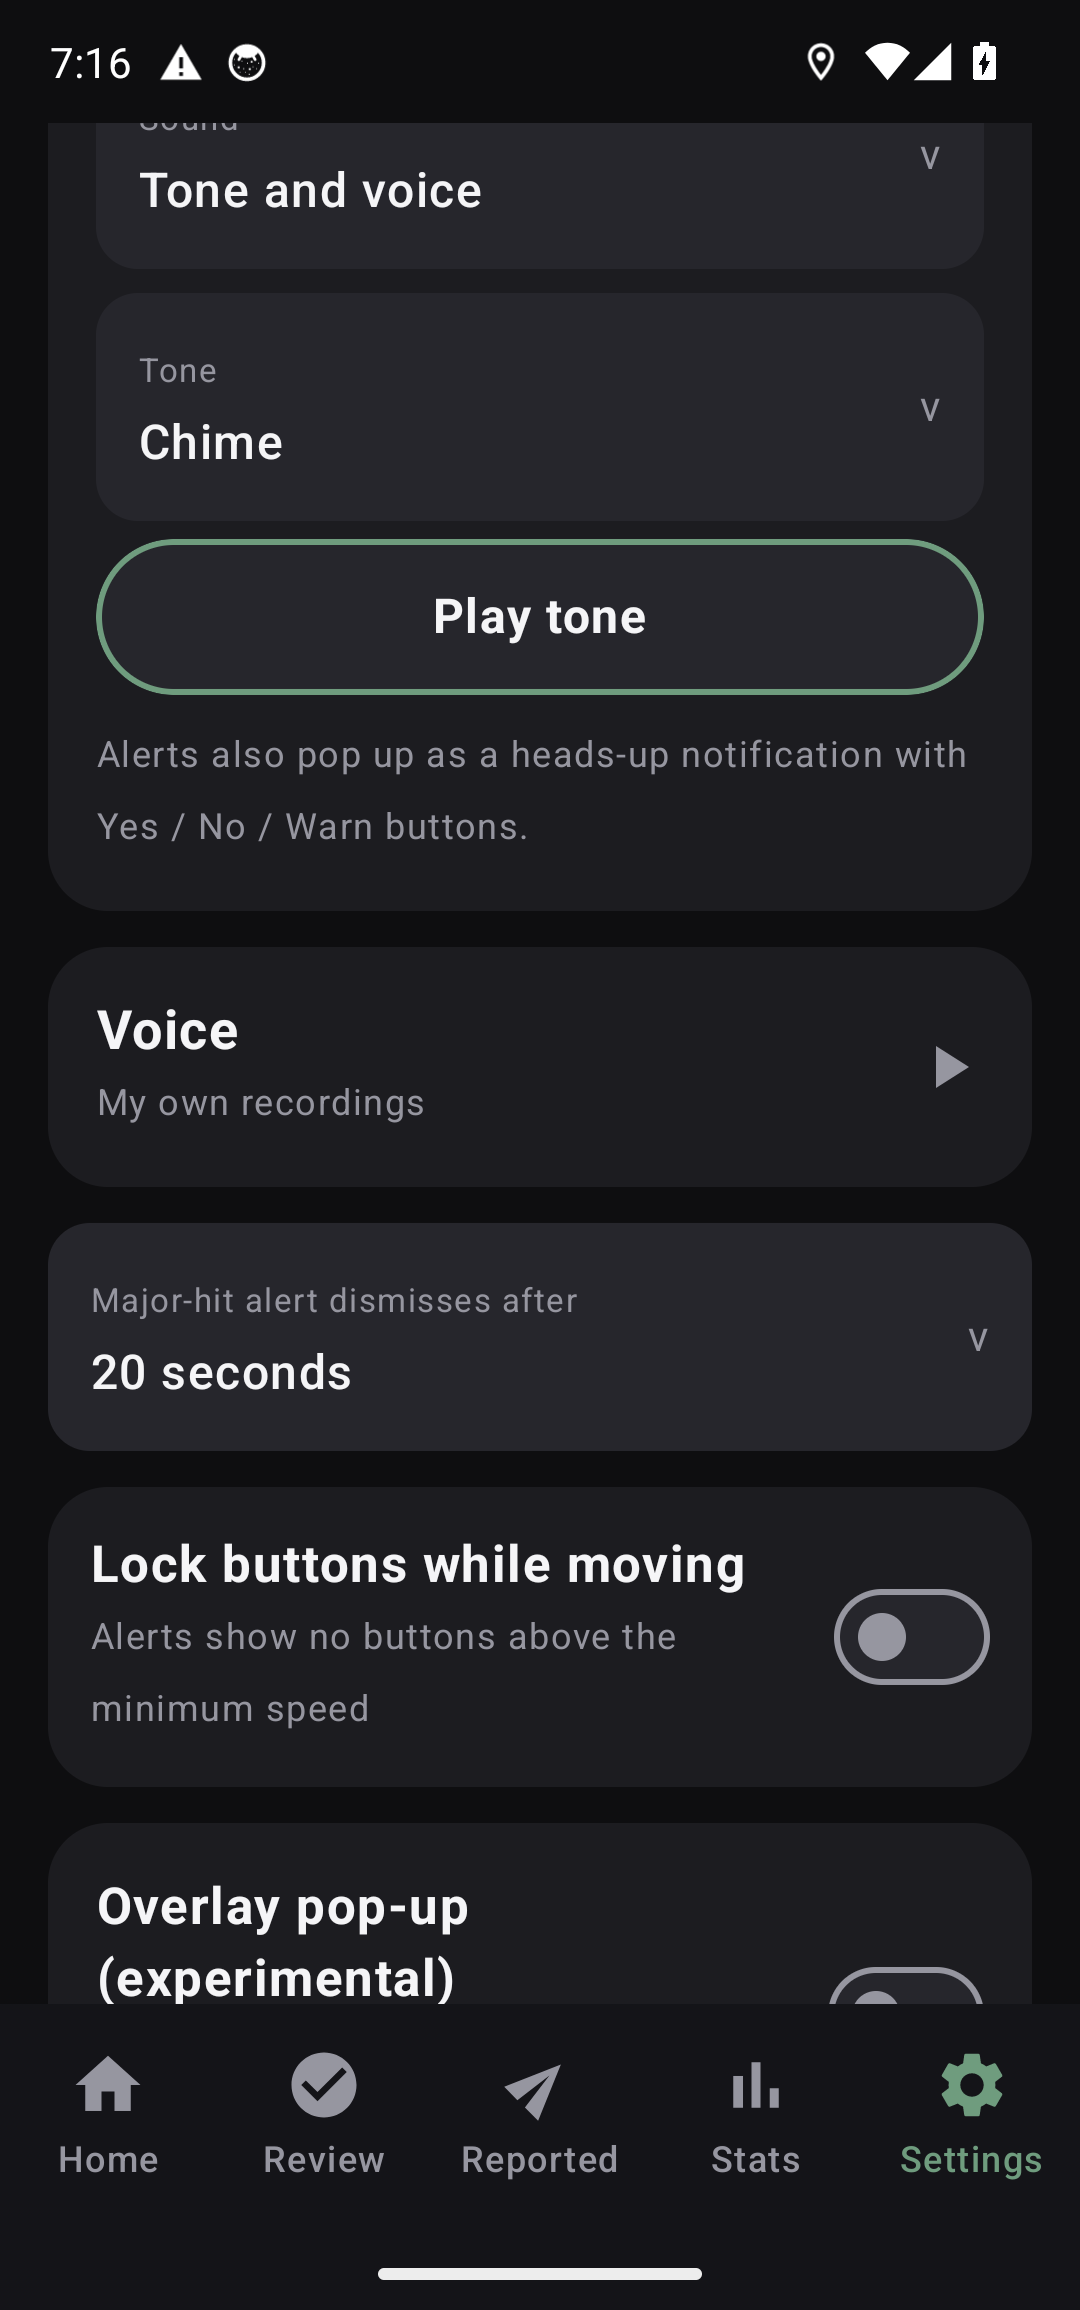 7:16
Sound
Tone and voice
v
Tone
Chime
v
Play tone
Alerts also pop up as a heads-up notification with
Yes / No / Warn buttons.
Voice
My own recordings
Major-hit alert dismisses after
20 seconds
v
Lock buttons while moving
Alerts show no buttons above the
minimum speed
Overlay pop-up
(experimental)
Home
Review
Reported
Stats
Settings